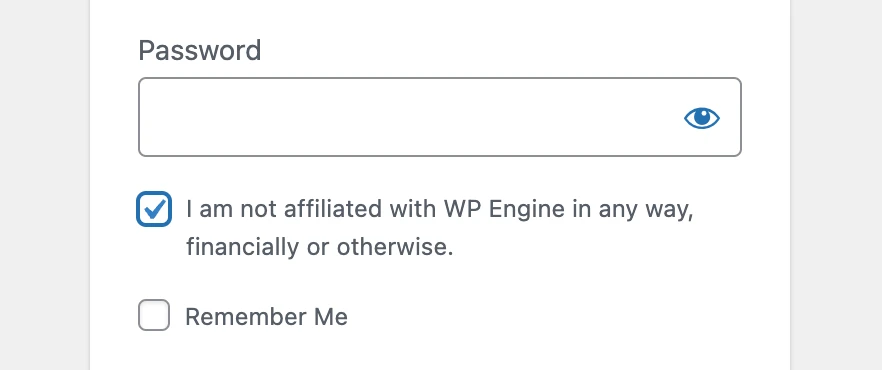 Password
I am not affiliated with WP Engine in any way,
financially or otherwise.
Remember Me